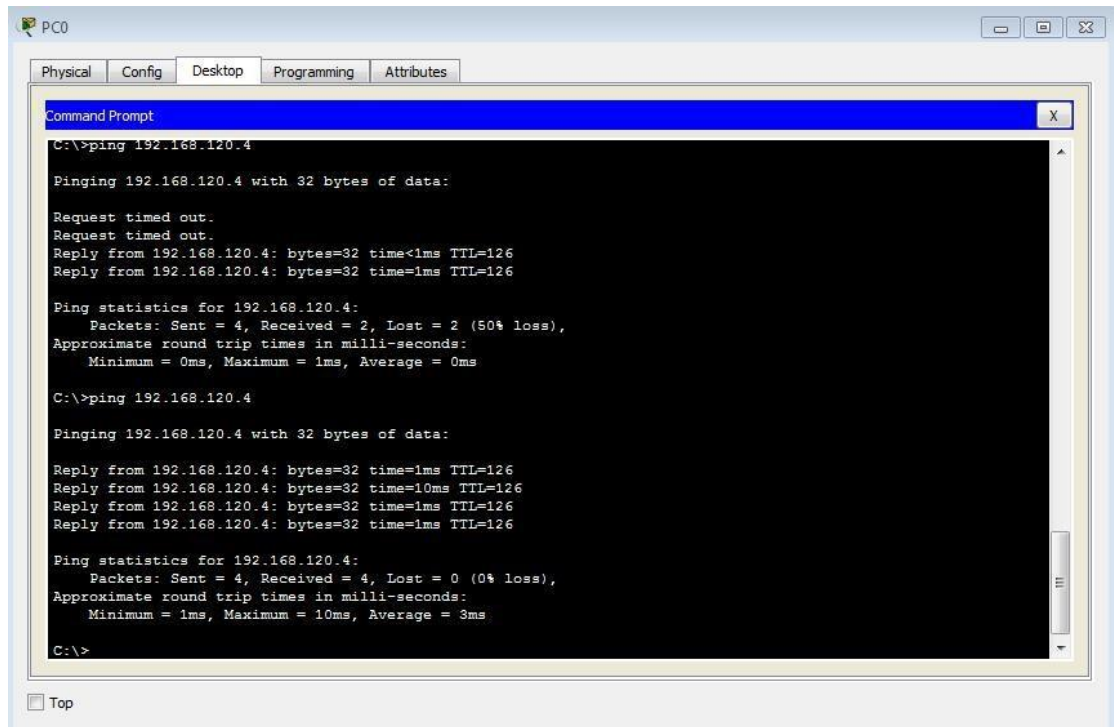 PC0
Physical Config Desktop Programming Attributes
Command Prompt X
C:\>ping 192.168.120.4
Pinging 192.168.120.4 with 32 bytes of data:
Request timed out.
Request timed out.
Reply from 192.168.120.4: bytes=32 time<1ms TTL=126
Reply from 192.168.120.4: bytes=32 time=1ms TTL=126
Ping statistics for 192.168.120.4:
Packets: Sent = 4, Received = 2, Lost = 2 (50% loss),
Approximate round trip times in milli-seconds:
Minimum = 0ms, Maximum = 1ms, Average = 0ms
C:\>ping 192.168.120.4
Pinging 192.168.120.4 with 32 bytes of data:
Reply from 192.168.120.4: bytes=32 time=1ms TTL=126
Reply from 192.168.120.4: bytes=32 time=10ms TTL=126
Reply from 192.168.120.4: bytes=32 time=1ms TTL=126
Reply from 192.168.120.4: bytes=32 time=1ms TTL=126
Ping statistics for 192.168.120.4:
Packets: Sent = 4, Received = 4, Lost = 0 (0% loss),
Approximate round trip times in milli-seconds:
Minimum = 1ms, Maximum = 10ms, Average = 3ms
C:\>
Top